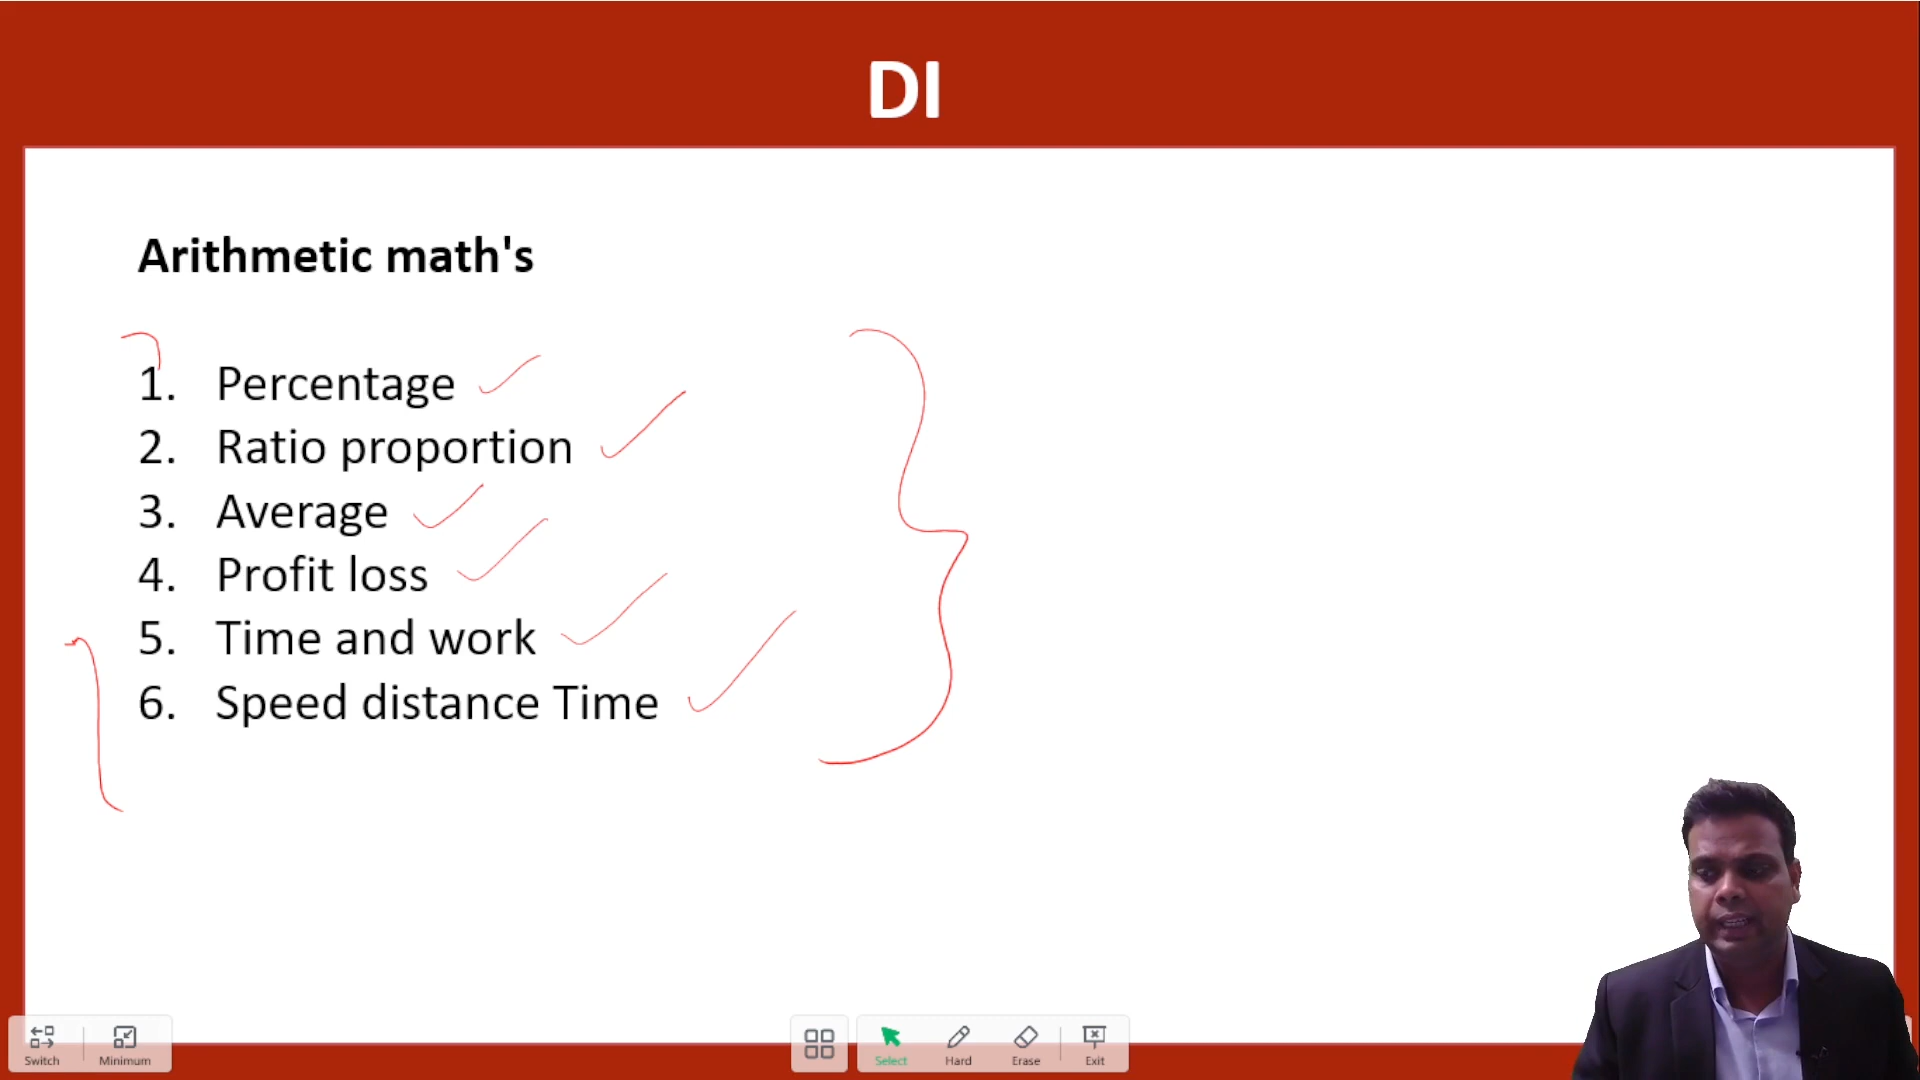 DI
Arithmetic math's
1. Percentage
2. Ratio proportion
3. Average
4. Profit loss
5. Time and work
6. Speed distance Time
Switch Minimum Select Hard Erase Exit